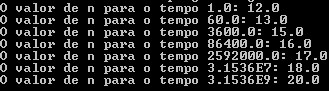 O valor de n para o tempo 1.0: 12.0
O valor de n para o tempo 60.0: 13.0
O valor de n para o tempo 3600.0: 15.0
O valor de n para o tempo 86400.0: 16.0
O valor de n para o tempo 2592000.0: 17.0
O valor de n para o tempo 3.1536E7: 18.0
O valor de n para o tempo 3.1536E9: 20.0